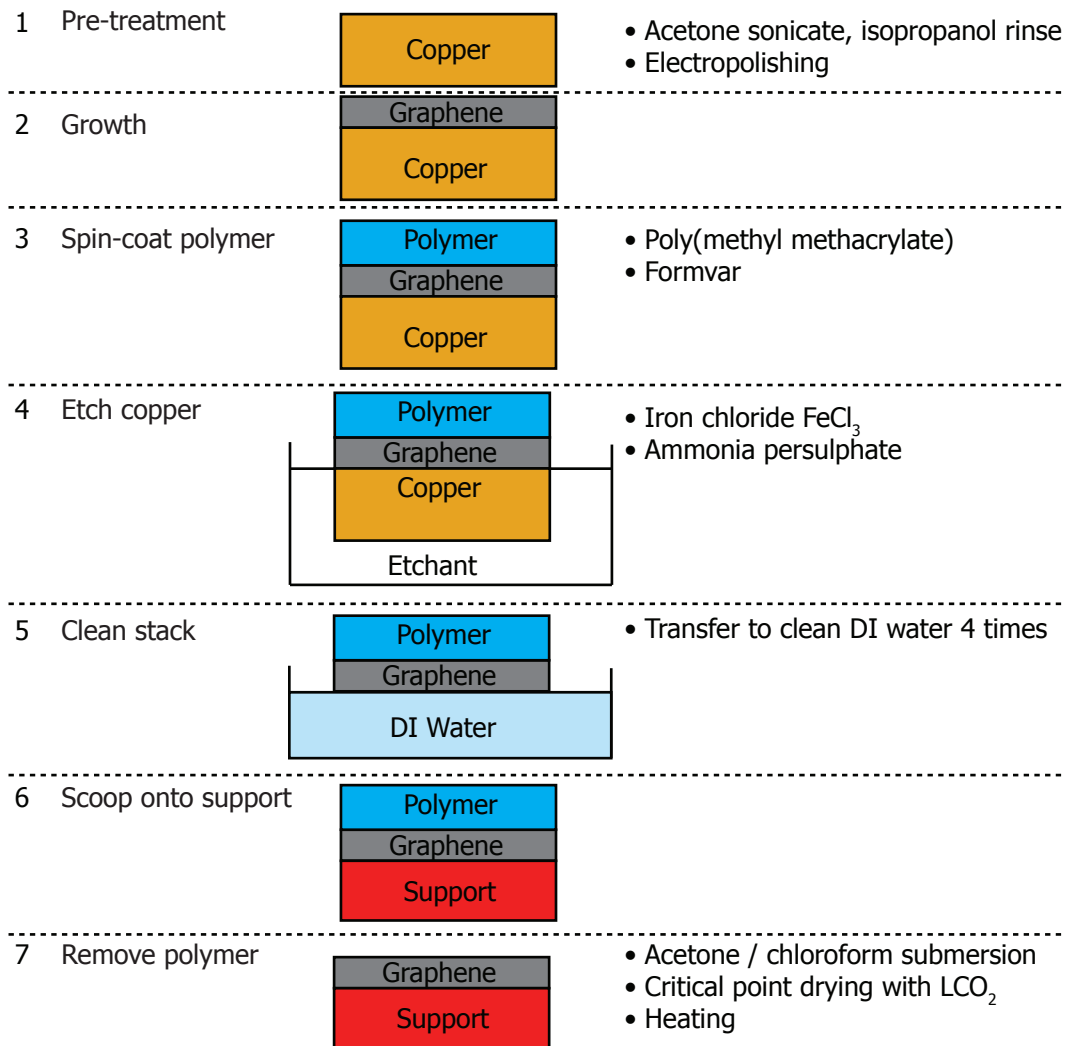 1 Pre-treatment
Copper
• Acetone sonicate, isopropanol rinse
• Electropolishing
2 Growth
Graphene
Copper
3 Spin-coat polymer
Polymer
Graphene
Copper
• Poly(methyl methacrylate)
• Formvar
4 Etch copper
Polymer
Graphene
Copper
Etchant
• Iron chloride FeCl₃
• Ammonia persulphate
5 Clean stack
Polymer
Graphene
DI Water
• Transfer to clean DI water 4 times
6 Scoop onto support
Polymer
Graphene
Support
7 Remove polymer
Graphene
Support
• Acetone / chloroform submersion
• Critical point drying with LCO₂
• Heating